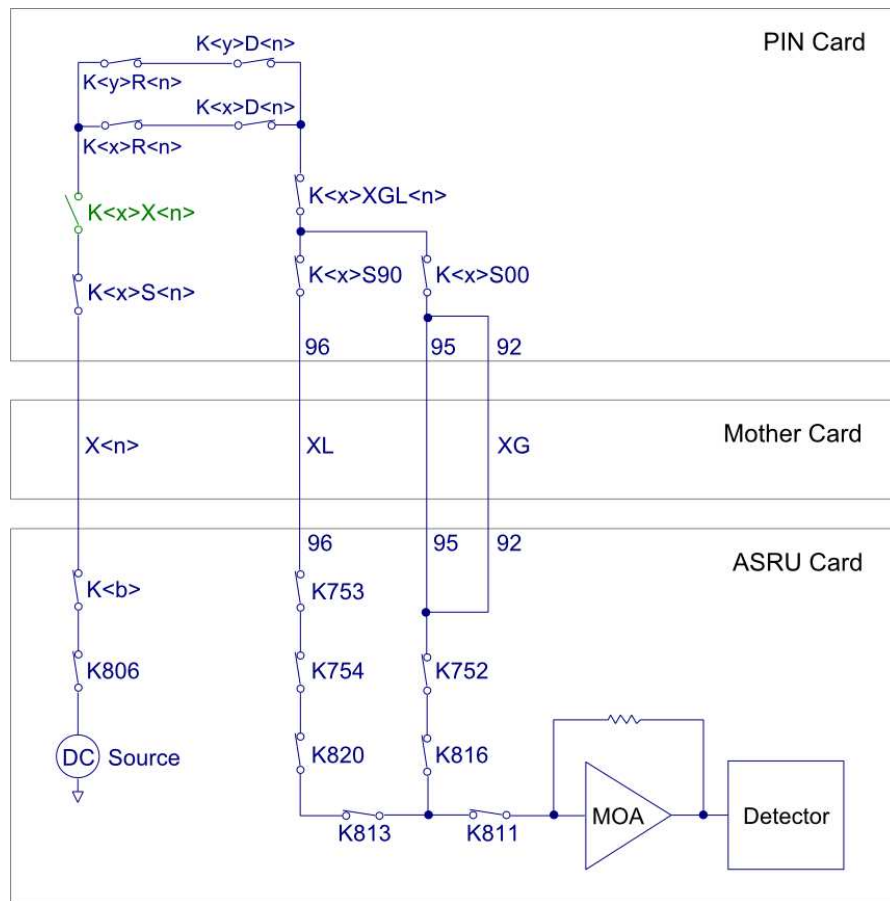 PIN Card
K<y>D<n>
K<y>R<n>
K<x>D<n>
K<x>R<n>
K<x>XGL<n>
K<x>X<n>
K<x>S90
K<x>S00
K<x>S<n>
96
95
92
Mother Card
X<n>
XL
XG
96
95
92
ASRU Card
K<b>
K753
K806
K754
K752
DC
Source
K820
K816
K813
K811
MOA
Detector